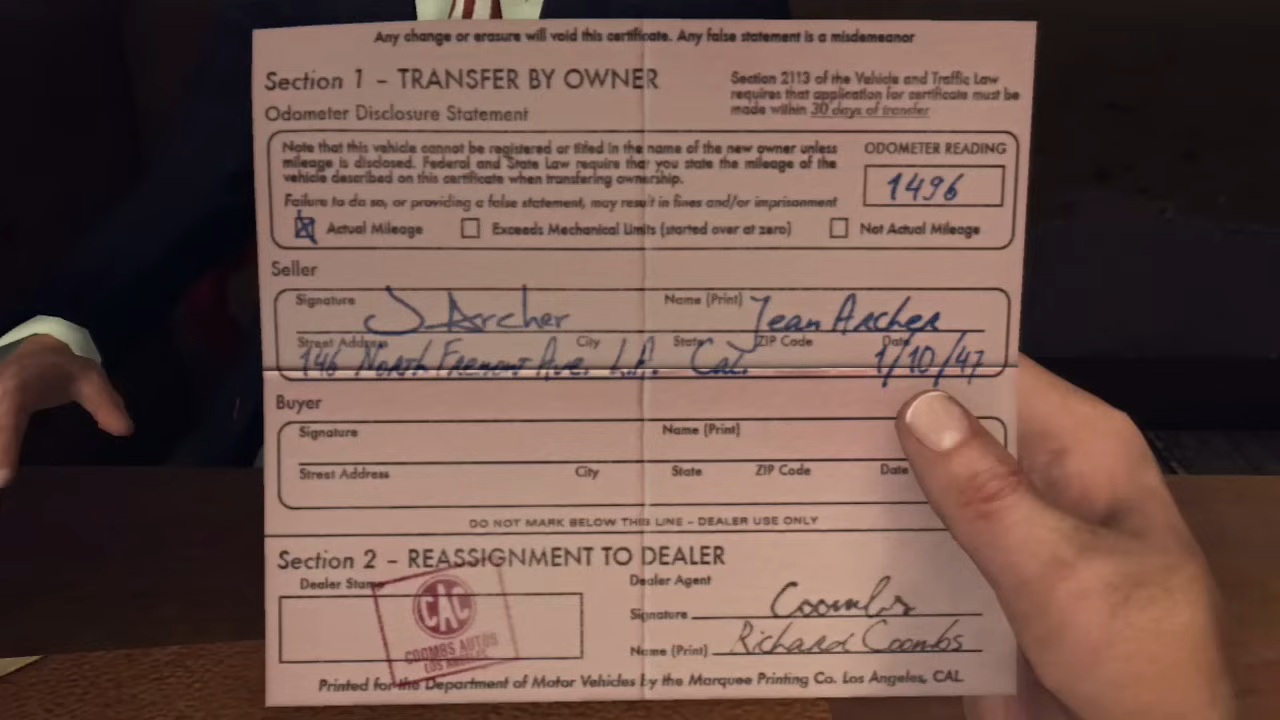 Any change or erasure will void this certificate. Any false statement is a misdemeanor
Section 1 – TRANSFER BY OWNER
Section 2113 of the Vehicle and Traffic Law
requires that application for certificate must be
made within 30 days of transfer
Odometer Disclosure Statement
Note that this vehicle cannot be registered or titled in the name of the new owner unless
mileage is disclosed. Federal and State Law require that you state the mileage of the
vehicle described on this certificate when transfering ownership.
Failure to do so, or providing a false statement, may result in fines and/or imprisonment
ODOMETER READING
1496
Actual Mileage
Exceeds Mechanical Limits (started over at zero)
Not Actual Mileage
Seller
Signature J Archer
Name (Print) Jean Archer
Street Address City State ZIP Code Date
146 North Fremont Ave. L.A. Cal. 1/10/47
Buyer
Signature
Name (Print)
Street Address City State ZIP Code Date
DO NOT MARK BELOW THIS LINE – DEALER USE ONLY
Section 2 – REASSIGNMENT TO DEALER
Dealer Stamp
CAC
COOMBS AUTOS
LOS ANGELES
Dealer Agent
Signature Coombs
Name (Print) Richard Coombs
Printed for the Department of Motor Vehicles by the Marquee Printing Co. Los Angeles, CAL